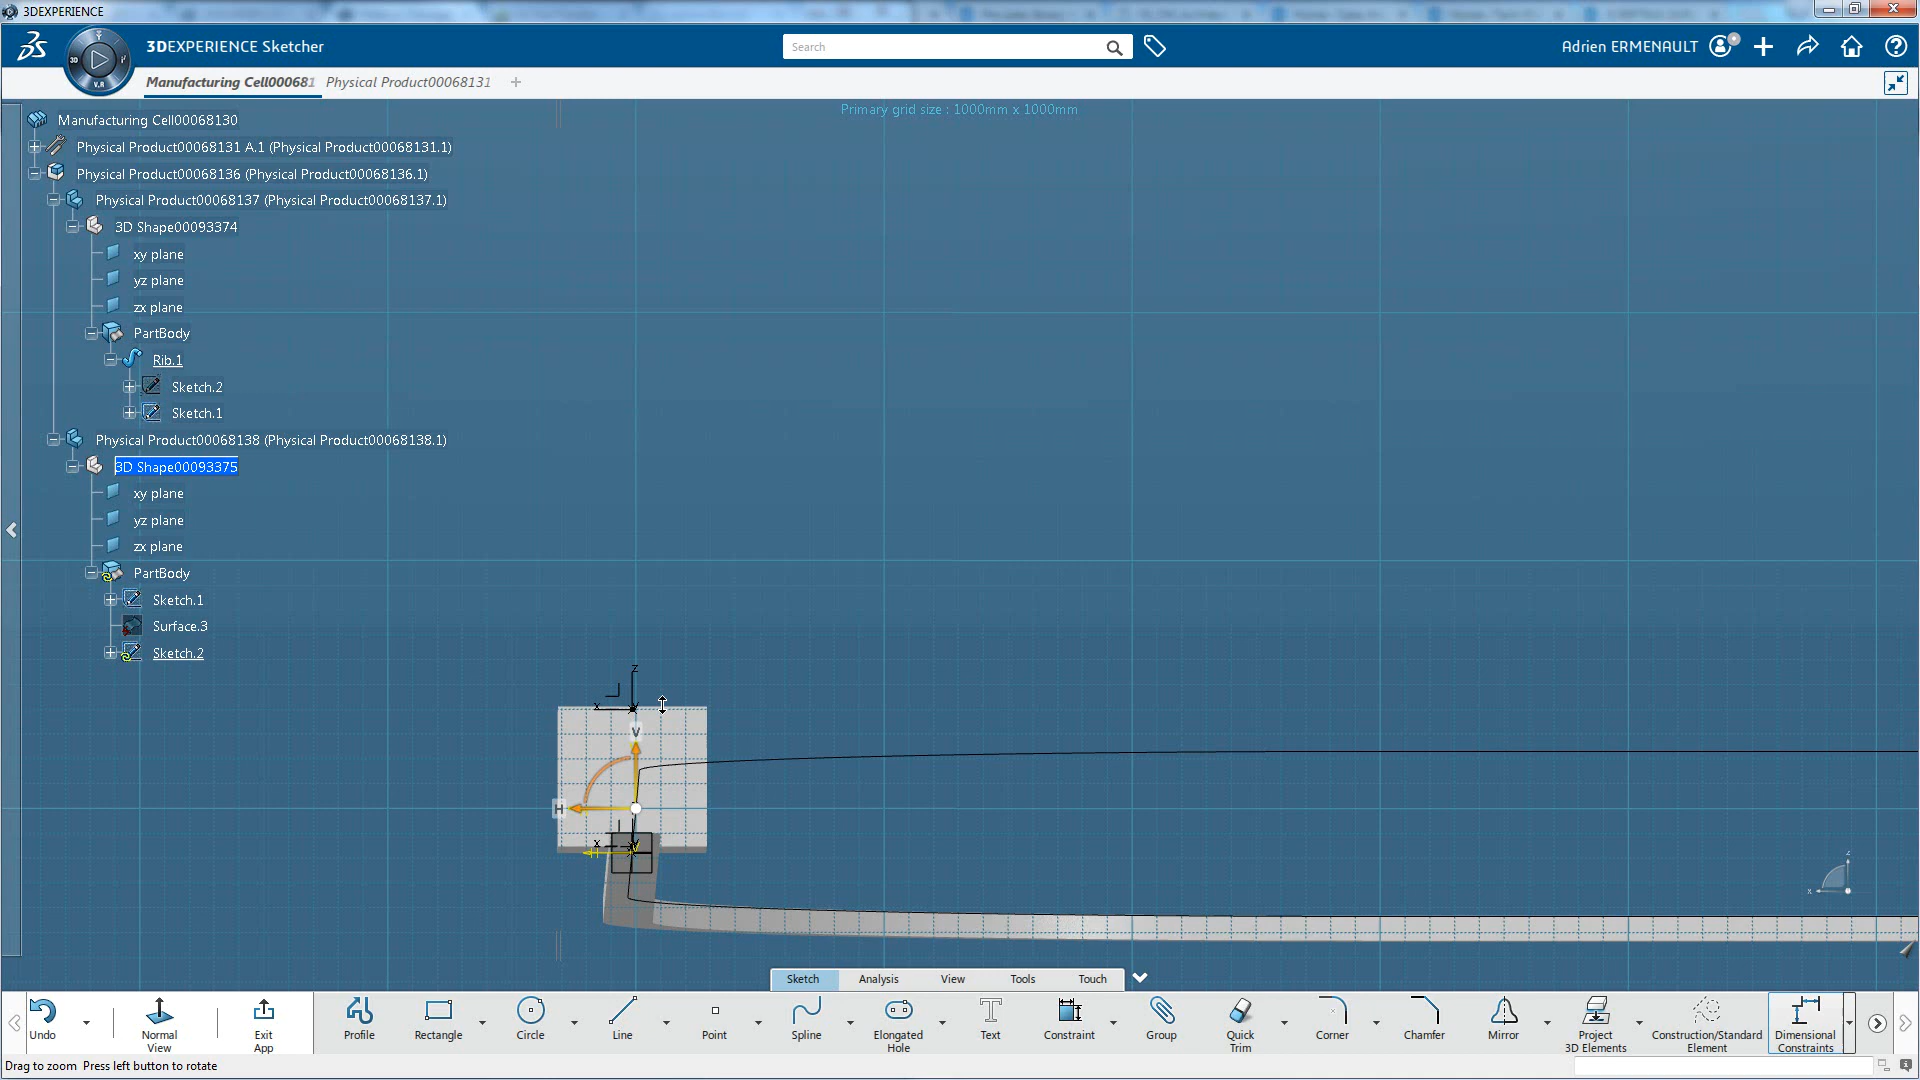 3DEXPERIENCE
3DEXPERIENCE Sketcher
Search
Adrien ERMENAULT
3D
V.R
Manufacturing Cell000681
Physical Product00068131
Primary grid size : 1000mm x 1000mm
Manufacturing Cell00068130
Physical Product00068131 A.1 (Physical Product00068131.1)
Physical Product00068136 (Physical Product00068136.1)
Physical Product00068137 (Physical Product00068137.1)
3D Shape00093374
xy plane
yz plane
zx plane
PartBody
Rib.1
Sketch.2
Sketch.1
Physical Product00068138 (Physical Product00068138.1)
3D Shape00093375
xy plane
yz plane
zx plane
PartBody
Sketch.1
Surface.3
Sketch.2
z
x
V
H
x
z
x
Sketch
Analysis
View
Tools
Touch
Undo
Normal View
Exit App
Profile
Rectangle
Circle
Line
Point
Spline
Elongated Hole
Text
Constraint
Group
Quick Trim
Corner
Chamfer
Mirror
Project 3D Elements
Construction/Standard Element
Dimensional Constraints
Drag to zoom Press left button to rotate